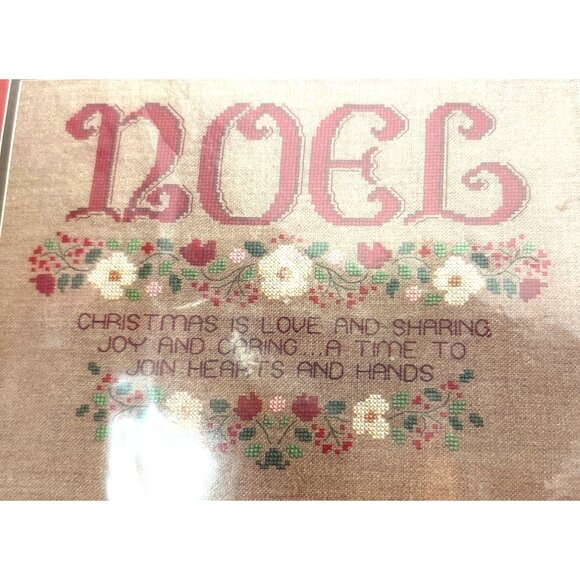 NOEL
CHRISTMAS IS LOVE AND SHARING,
JOY AND CARING...A TIME TO
JOIN HEARTS AND HANDS